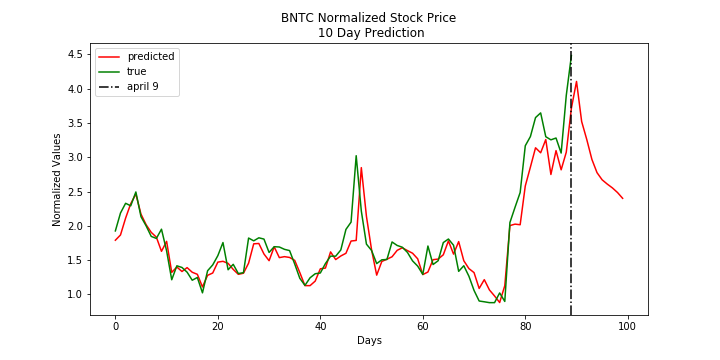 BNTC Normalized Stock Price
10 Day Prediction
predicted
true
april 9
4.5
4.0
3.5
3.0
2.5
2.0
1.5
1.0
Normalized Values
0 20 40 60 80 100
Days